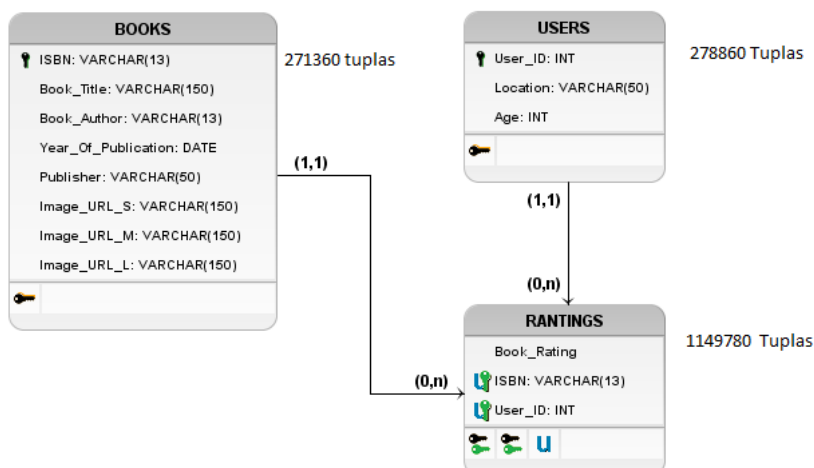 BOOKS
ISBN: VARCHAR(13)
Book_Title: VARCHAR(150)
Book_Author: VARCHAR(13)
Year_Of_Publication: DATE
Publisher: VARCHAR(50)
Image_URL_S: VARCHAR(150)
Image_URL_M: VARCHAR(150)
Image_URL_L: VARCHAR(150)
271360 tuplas
(1,1)
(0,n)
USERS
User_ID: INT
Location: VARCHAR(50)
Age: INT
278860 Tuplas
(1,1)
(0,n)
RANTINGS
Book_Rating
U ISBN: VARCHAR(13)
U User_ID: INT
U
1149780 Tuplas